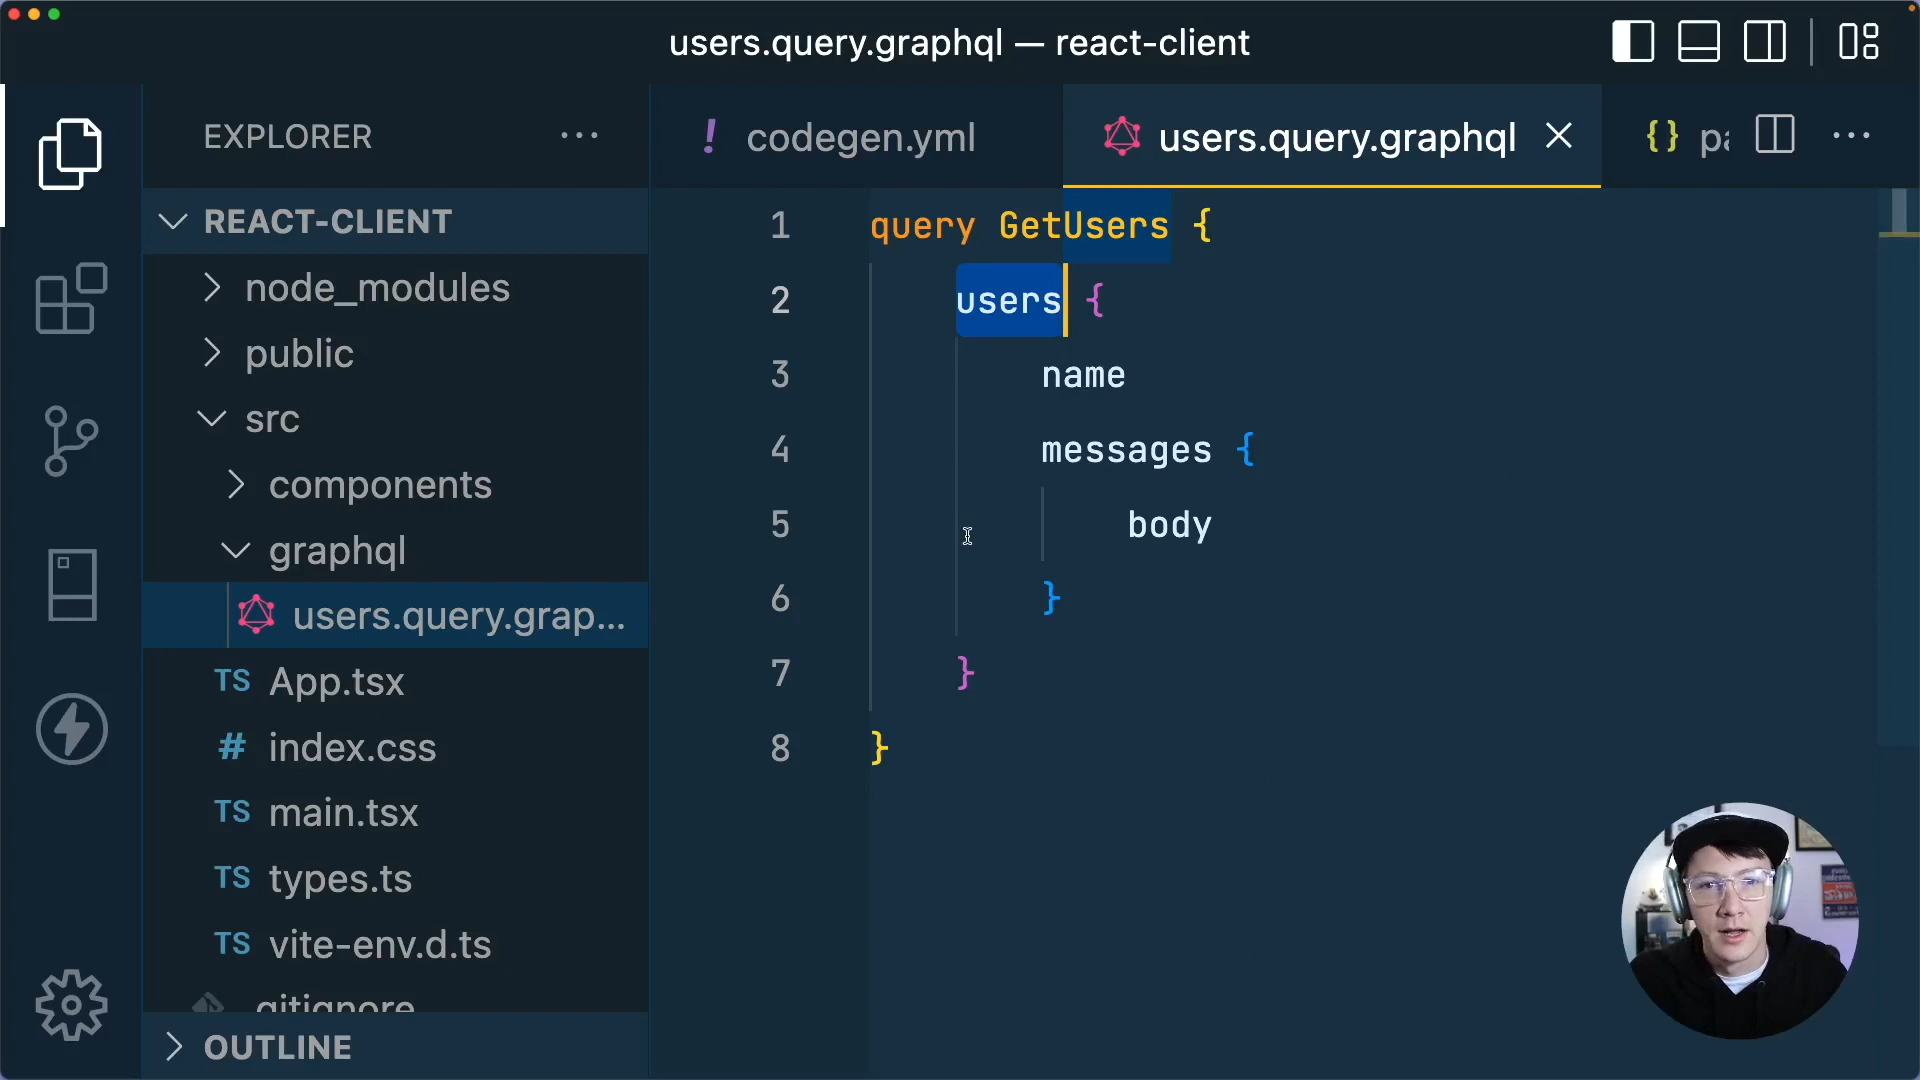 users.query.graphql — react-client
EXPLORER
REACT-CLIENT
node_modules
public
src
components
graphql
users.query.grap...
TS App.tsx
# index.css
TS main.tsx
TS types.ts
TS vite-env.d.ts
.gitignore
OUTLINE
! codegen.yml
users.query.graphql
{} pa
1 query GetUsers {
2 users {
3 name
4 messages {
5 body
6 }
7 }
8 }